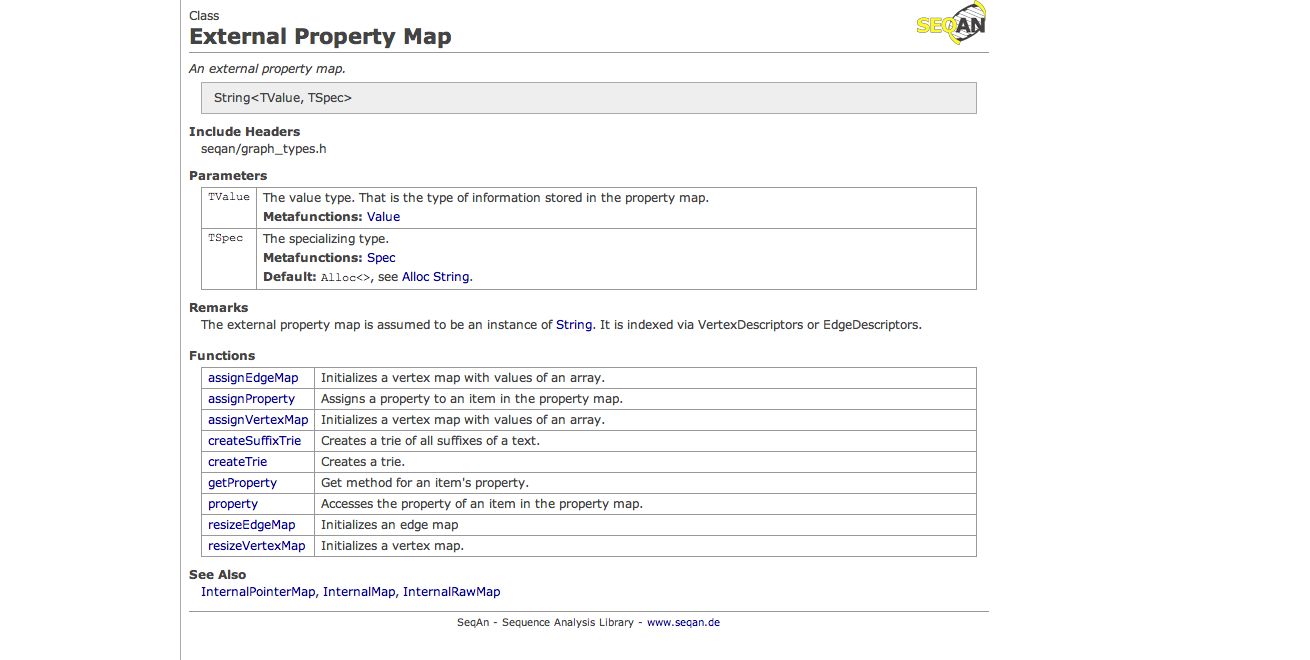 Class
External Property Map
SEQAN
An external property map.
String<TValue, TSpec>
Include Headers
seqan/graph_types.h
Parameters
TValue The value type. That is the type of information stored in the property map.
Metafunctions: Value
TSpec The specializing type.
Metafunctions: Spec
Default: Alloc<>, see Alloc String.
Remarks
The external property map is assumed to be an instance of String. It is indexed via VertexDescriptors or EdgeDescriptors.
Functions
assignEdgeMap Initializes a vertex map with values of an array.
assignProperty Assigns a property to an item in the property map.
assignVertexMap Initializes a vertex map with values of an array.
createSuffixTrie Creates a trie of all suffixes of a text.
createTrie Creates a trie.
getProperty Get method for an item's property.
property Accesses the property of an item in the property map.
resizeEdgeMap Initializes an edge map
resizeVertexMap Initializes a vertex map.
See Also
InternalPointerMap, InternalMap, InternalRawMap
SeqAn - Sequence Analysis Library - www.seqan.de